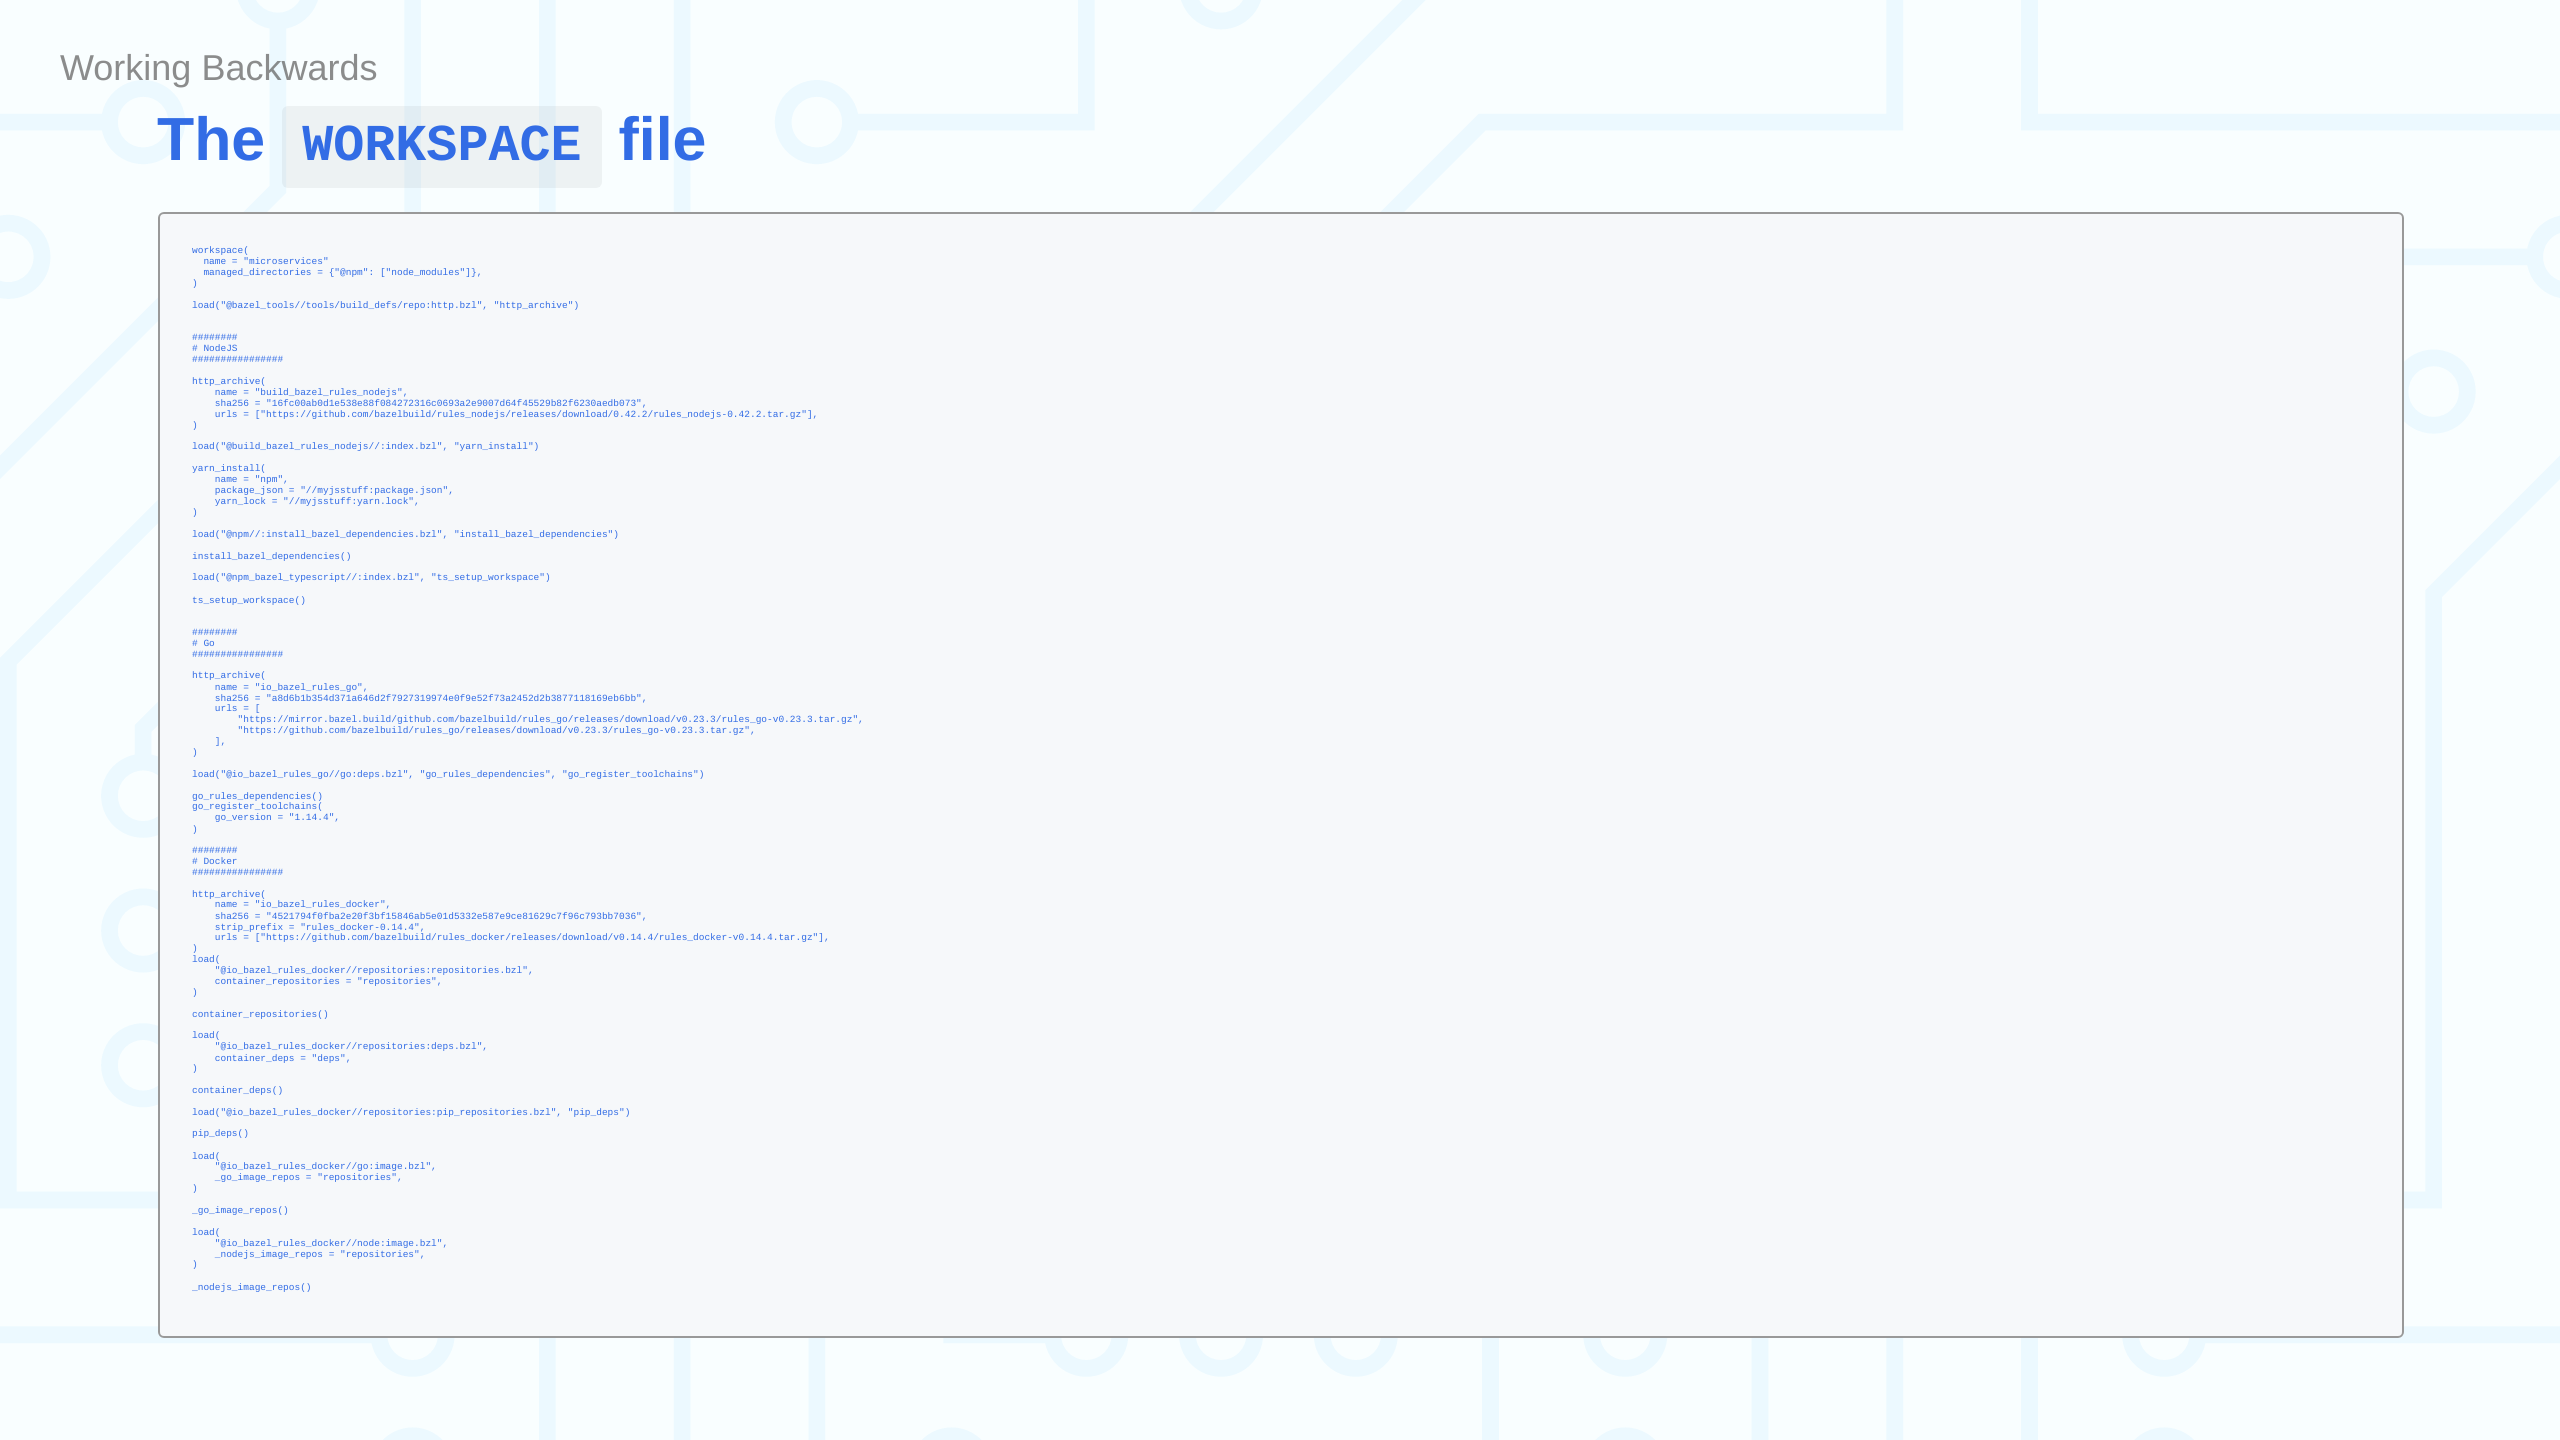 Working Backwards
The WORKSPACE file
workspace(
  name = "microservices"
  managed_directories = {"@npm": ["node_modules"]},
)
load("@bazel_tools//tools/build_defs/repo:http.bzl", "http_archive")
########
# NodeJS
################
http_archive(
    name = "build_bazel_rules_nodejs",
    sha256 = "16fc00ab0d1e538e88f084272316c0693a2e9007d64f45529b82f6230aedb073",
    urls = ["https://github.com/bazelbuild/rules_nodejs/releases/download/0.42.2/rules_nodejs-0.42.2.tar.gz"],
)
load("@build_bazel_rules_nodejs//:index.bzl", "yarn_install")
yarn_install(
    name = "npm",
    package_json = "//myjsstuff:package.json",
    yarn_lock = "//myjsstuff:yarn.lock",
)
load("@npm//:install_bazel_dependencies.bzl", "install_bazel_dependencies")
install_bazel_dependencies()
load("@npm_bazel_typescript//:index.bzl", "ts_setup_workspace")
ts_setup_workspace()
########
# Go
################
http_archive(
    name = "io_bazel_rules_go",
    sha256 = "a8d6b1b354d371a646d2f7927319974e0f9e52f73a2452d2b3877118169eb6bb",
    urls = [
        "https://mirror.bazel.build/github.com/bazelbuild/rules_go/releases/download/v0.23.3/rules_go-v0.23.3.tar.gz",
        "https://github.com/bazelbuild/rules_go/releases/download/v0.23.3/rules_go-v0.23.3.tar.gz",
    ],
)
load("@io_bazel_rules_go//go:deps.bzl", "go_rules_dependencies", "go_register_toolchains")
go_rules_dependencies()
go_register_toolchains(
    go_version = "1.14.4",
)
########
# Docker
################
http_archive(
    name = "io_bazel_rules_docker",
    sha256 = "4521794f0fba2e20f3bf15846ab5e01d5332e587e9ce81629c7f96c793bb7036",
    strip_prefix = "rules_docker-0.14.4",
    urls = ["https://github.com/bazelbuild/rules_docker/releases/download/v0.14.4/rules_docker-v0.14.4.tar.gz"],
)
load(
    "@io_bazel_rules_docker//repositories:repositories.bzl",
    container_repositories = "repositories",
)
container_repositories()
load(
    "@io_bazel_rules_docker//repositories:deps.bzl",
    container_deps = "deps",
)
container_deps()
load("@io_bazel_rules_docker//repositories:pip_repositories.bzl", "pip_deps")
pip_deps()
load(
    "@io_bazel_rules_docker//go:image.bzl",
    _go_image_repos = "repositories",
)
_go_image_repos()
load(
    "@io_bazel_rules_docker//node:image.bzl",
    _nodejs_image_repos = "repositories",
)
_nodejs_image_repos()